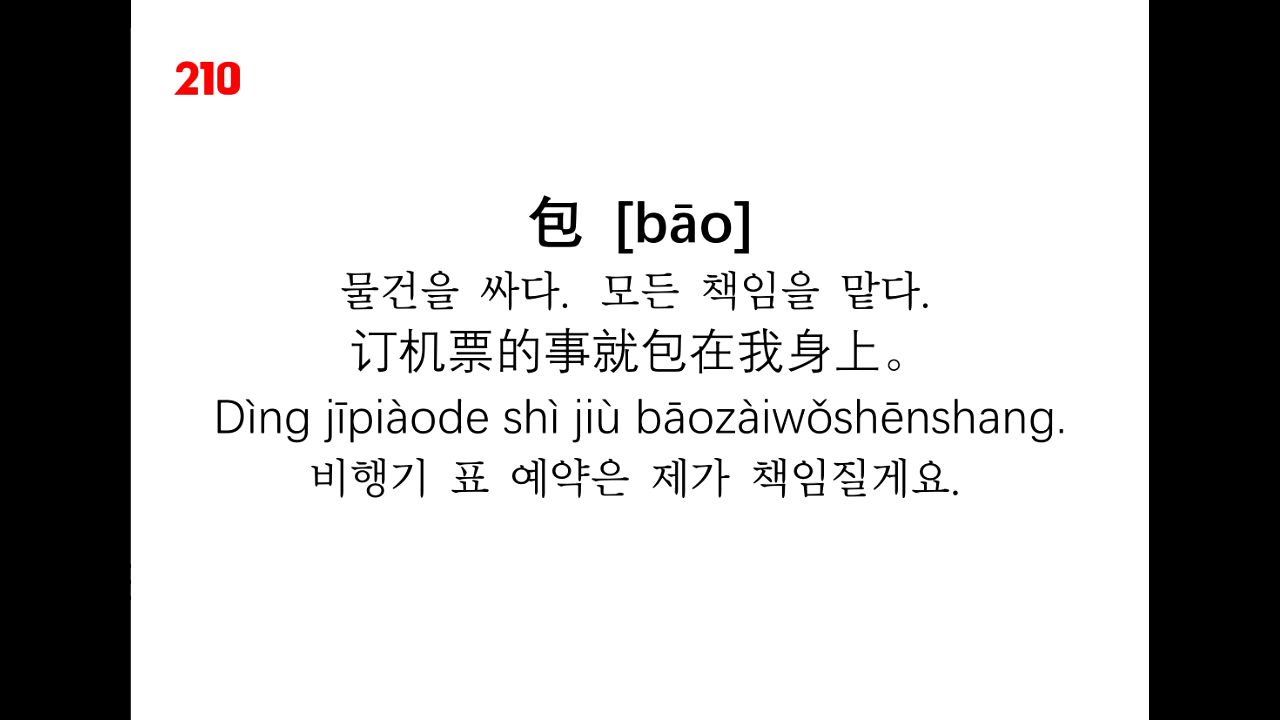 210
包 [bāo]
물건을 싸다. 모든 책임을 맡다.
订机票的事就包在我身上。
Dìng jīpiàode shì jiù bāozàiwǒshēnshang.
비행기 표 예약은 제가 책임질게요.